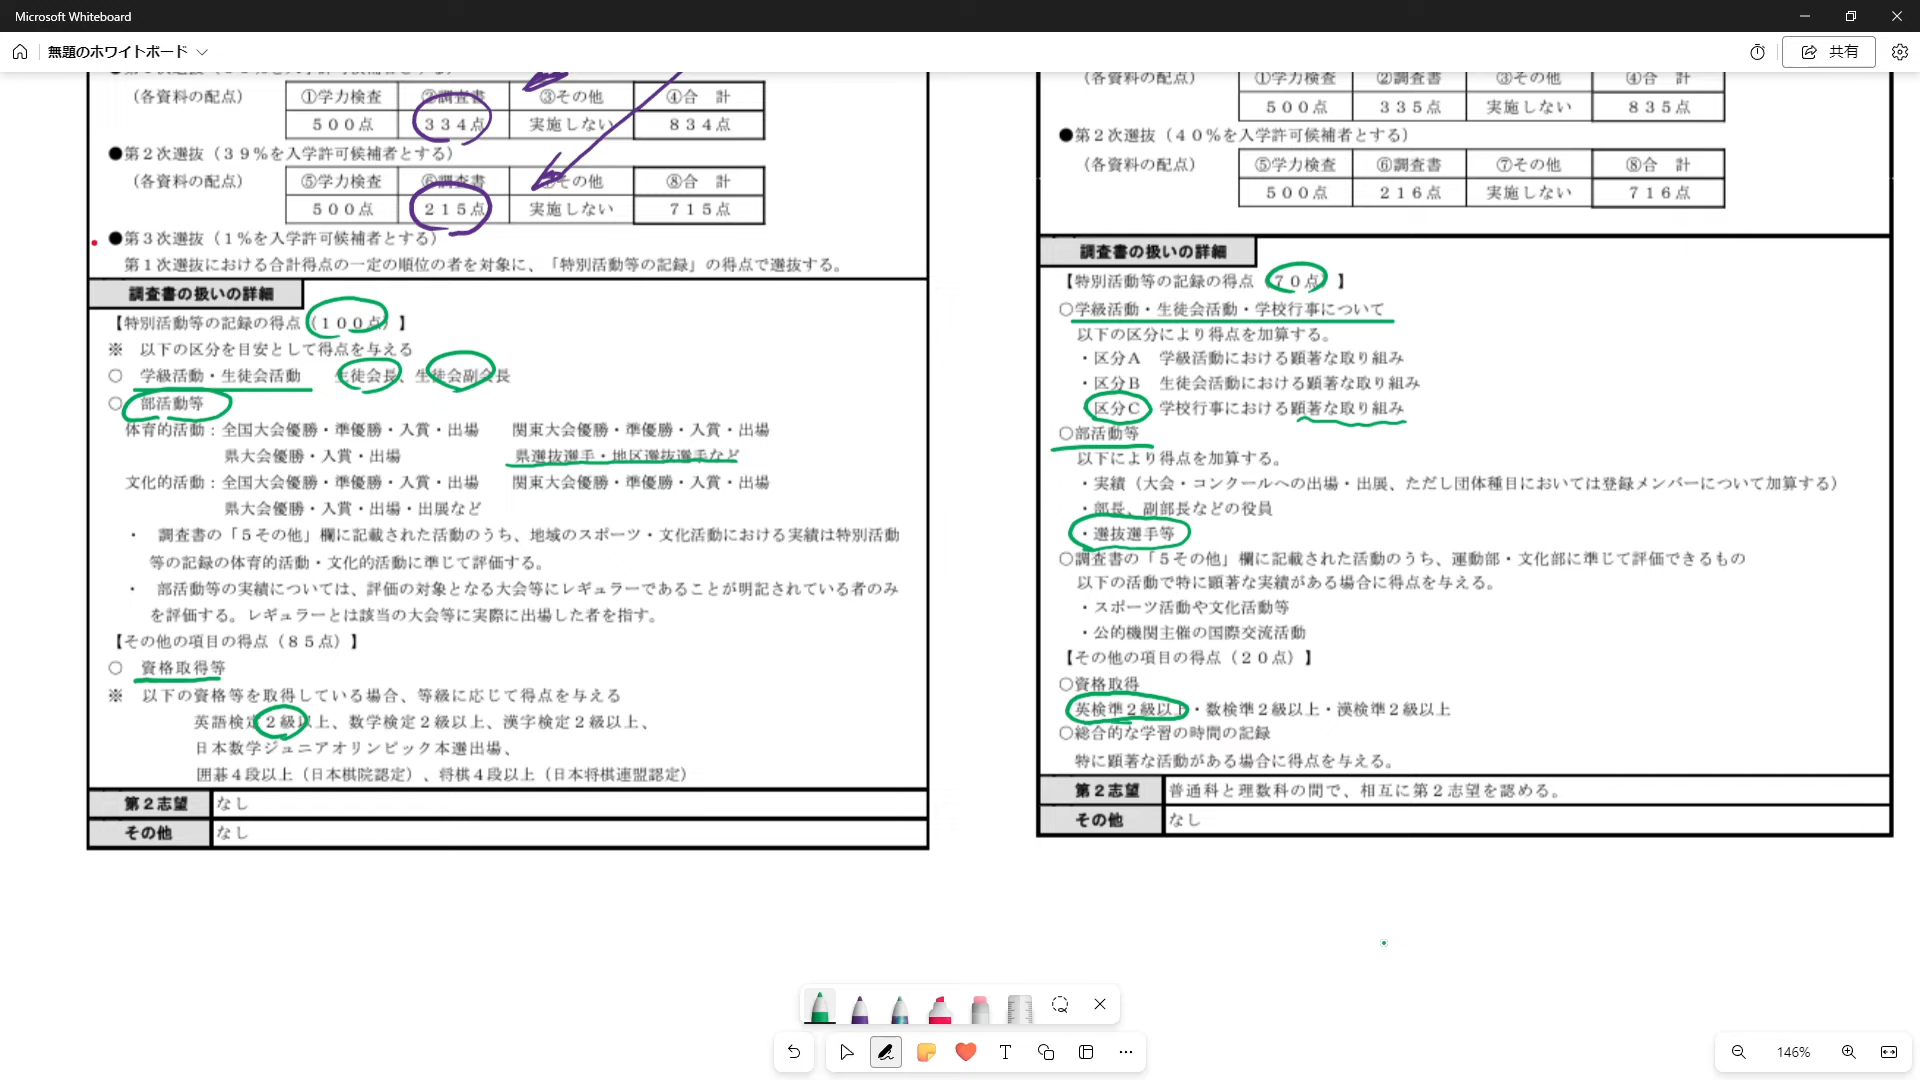 Microsoft Whiteboard
無題のホワイトボード
共有
(各資料の配点) ①学力検査 ②調査書 ③その他 ④合 計
５００点 ３３４点 実施しない ８３４点
●第２次選抜（３９％を入学許可候補者とする）
(各資料の配点) ⑤学力検査 ⑥調査書 ⑦その他 ⑧合 計
５００点 ２１５点 実施しない ７１５点
●第３次選抜（１％を入学許可候補者とする）
第１次選抜における合計得点の一定の順位の者を対象に、「特別活動等の記録」の得点で選抜する。
調査書の扱いの詳細
【特別活動等の記録の得点（１００点）】
※ 以下の区分を目安として得点を与える
○ 学級活動・生徒会活動 生徒会長、生徒会副会長
○ 部活動等
体育的活動：全国大会優勝・準優勝・入賞・出場 関東大会優勝・準優勝・入賞・出場
県大会優勝・入賞・出場 県選抜選手・地区選抜選手など
文化的活動：全国大会優勝・準優勝・入賞・出場 関東大会優勝・準優勝・入賞・出場
県大会優勝・入賞・出場・出展など
・ 調査書の「５その他」欄に記載された活動のうち、地域のスポーツ・文化活動における実績は特別活動
等の記録の体育的活動・文化的活動に準じて評価する。
・ 部活動等の実績については、評価の対象となる大会等にレギュラーであることが明記されている者のみ
を評価する。レギュラーとは該当の大会等に実際に出場した者を指す。
【その他の項目の得点（８５点）】
○ 資格取得等
※ 以下の資格等を取得している場合、等級に応じて得点を与える
英語検定２級以上、数学検定２級以上、漢字検定２級以上、
日本数学ジュニアオリンピック本選出場、
囲碁４段以上（日本棋院認定）、将棋４段以上（日本将棋連盟認定）
第２志望 なし
その他 なし
(各資料の配点) ①学力検査 ②調査書 ③その他 ④合 計
５００点 ３３５点 実施しない ８３５点
●第２次選抜（４０％を入学許可候補者とする）
(各資料の配点) ⑤学力検査 ⑥調査書 ⑦その他 ⑧合 計
５００点 ２１６点 実施しない ７１６点
調査書の扱いの詳細
【特別活動等の記録の得点（７０点）】
○学級活動・生徒会活動・学校行事について
以下の区分により得点を加算する。
・区分Ａ 学級活動における顕著な取り組み
・区分Ｂ 生徒会活動における顕著な取り組み
・区分Ｃ 学校行事における顕著な取り組み
○部活動等
以下により得点を加算する。
・実績（大会・コンクールへの出場・出展、ただし団体種目においては登録メンバーについて加算する）
・部長、副部長などの役員
・選抜選手等
○調査書の「５その他」欄に記載された活動のうち、運動部・文化部に準じて評価できるもの
以下の活動で特に顕著な実績がある場合に得点を与える。
・スポーツ活動や文化活動等
・公的機関主催の国際交流活動
【その他の項目の得点（２０点）】
○資格取得
英検準２級以上・数検準２級以上・漢検準２級以上
○総合的な学習の時間の記録
特に顕著な活動がある場合に得点を与える。
第２志望 普通科と理数科の間で、相互に第２志望を認める。
その他 なし
146%